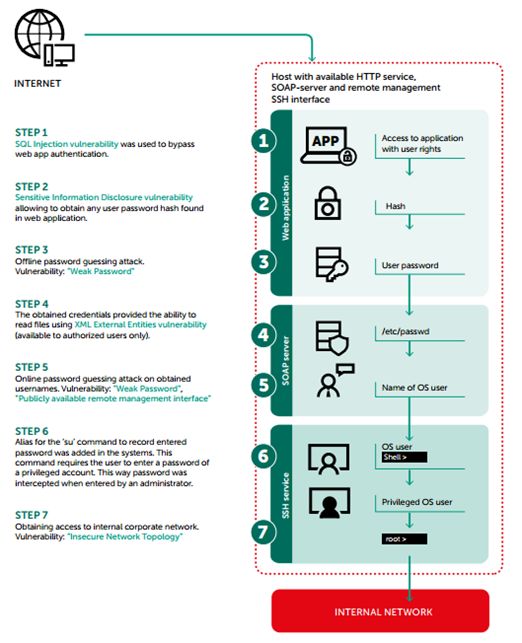 INTERNET
Host with available HTTP service,
SOAP-server and remote management
SSH interface
STEP 1
SQL Injection vulnerability was used to bypass
web app authentication.
STEP 2
Sensitive Information Disclosure vulnerability
allowing to obtain any user password hash found
in web application.
STEP 3
Offline password guessing attack.
Vulnerability: "Weak Password"
STEP 4
The obtained credentials provided the ability to
read files using XML External Entities vulnerability
(available to authorized users only).
STEP 5
Online password guessing attack on obtained
usernames. Vulnerability: "Weak Password",
"Publicly available remote management interface"
STEP 6
Alias for the 'su' command to record entered
password was added in the systems. This
command requires the user to enter a password of
a privileged account. This way password was
intercepted when entered by an administrator.
STEP 7
Obtaining access to internal corporate network.
Vulnerability: "Insecure Network Topology"
Web application
1
APP
Access to application
with user rights
2
Hash
3
User password
SOAP server
4
/etc/passwd
5
Name of OS user
SSH service
6
OS user
Shell >
Privileged OS user
7
root >
INTERNAL NETWORK